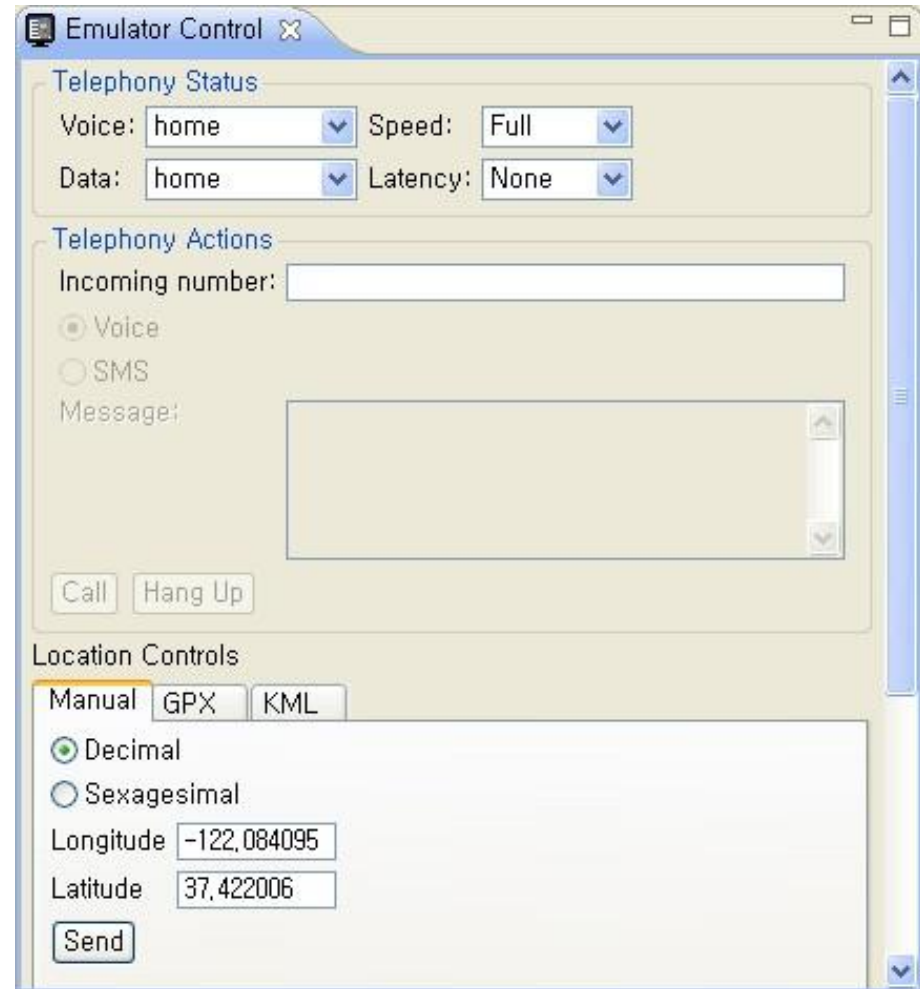 Emulator Control
Telephony Status
Voice: home Speed: Full
Data: home Latency: None
Telephony Actions
Incoming number:
Voice
SMS
Message:
Call Hang Up
Location Controls
Manual GPX KML
Decimal
Sexagesimal
Longitude -122,084095
Latitude 37,422006
Send